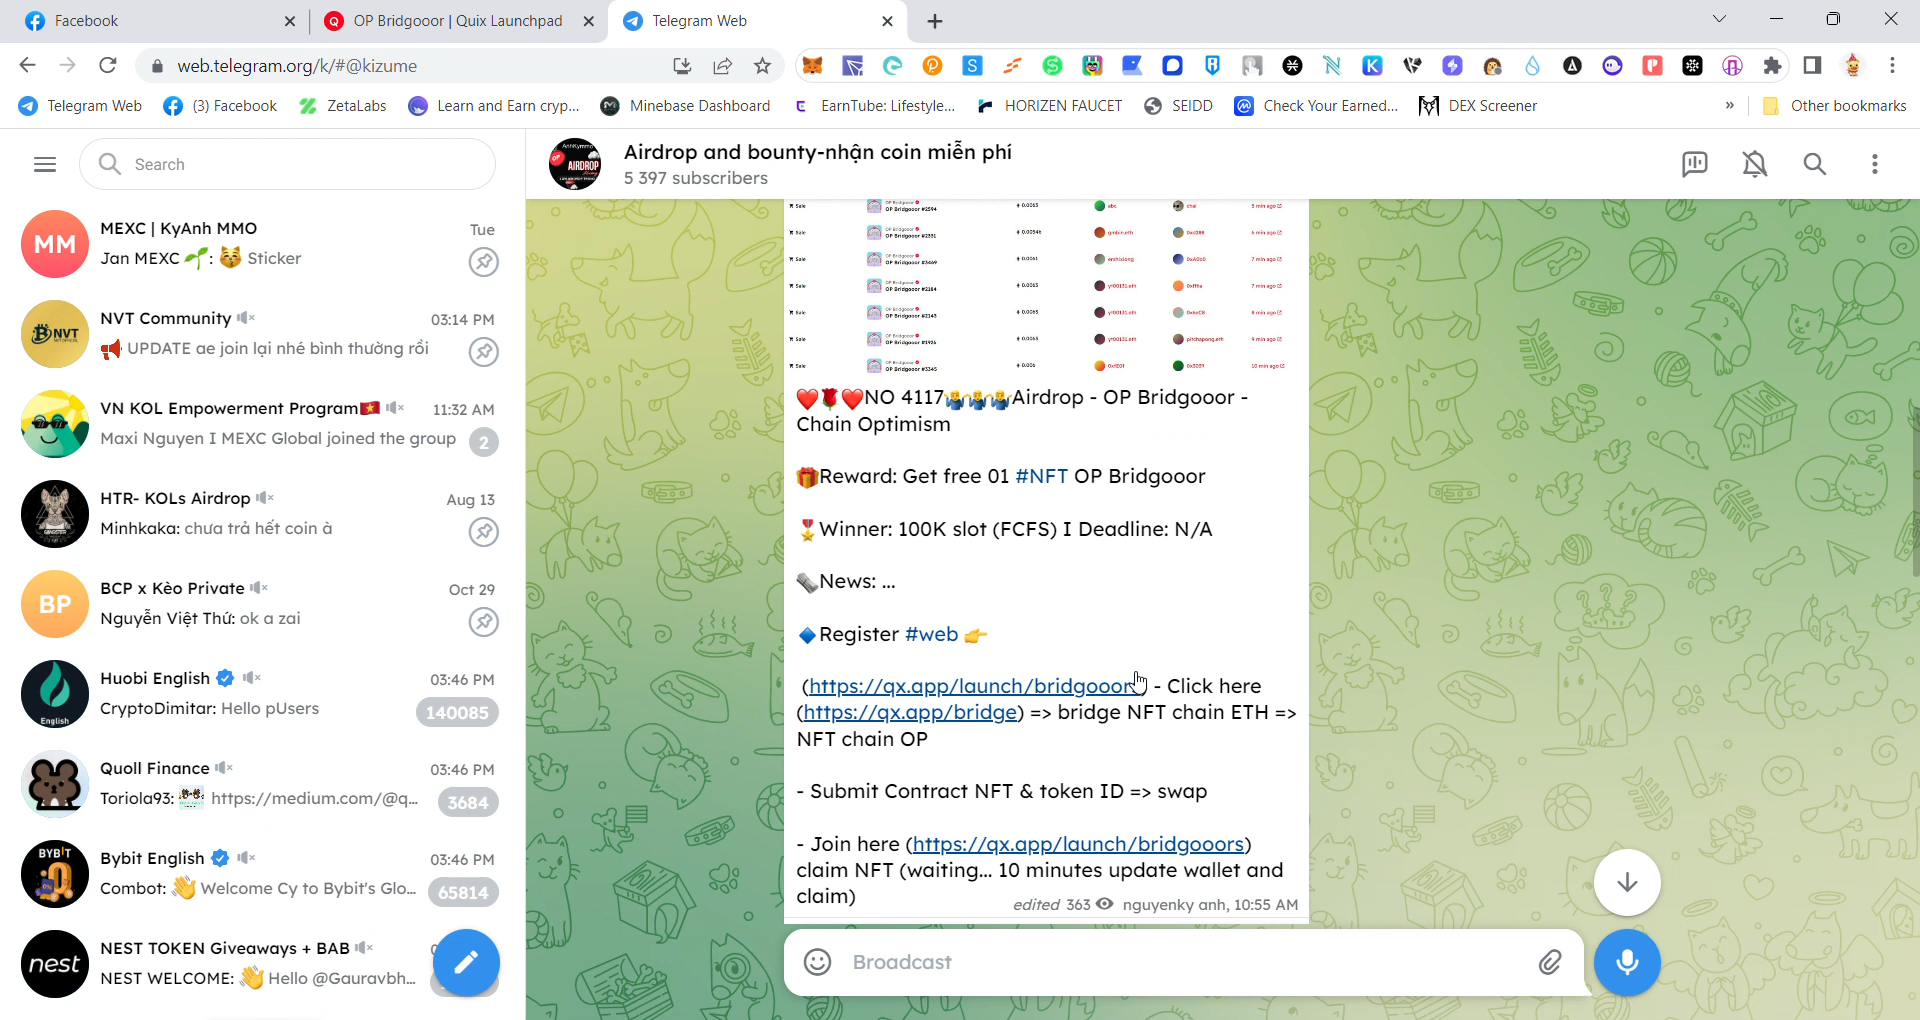 Facebook
OP Bridgooor | Quix Launchpad
Telegram Web
web.telegram.org/k/#@kizume
Telegram Web
(3) Facebook
ZetaLabs
Learn and Earn cryp...
Minebase Dashboard
EarnTube: Lifestyle...
HORIZEN FAUCET
SEIDD
Check Your Earned...
DEX Screener
»
Other bookmarks
Search
MM
MEXC | KyAnh MMO
Tue
Jan MEXC🌱: 😽 Sticker
NVT Community
03:14 PM
📢 UPDATE ae join lại nhé bình thường rồi
VN KOL Empowerment Program🇻🇳
11:32 AM
Maxi Nguyen I MEXC Global joined the group
2
HTR- KOLs Airdrop
Aug 13
Minhkaka: chưa trả hết coin à
BP
BCP x Kèo Private
Oct 29
Nguyễn Việt Thứ: ok a zai
English
Huobi English
03:46 PM
CryptoDimitar: Hello pUsers
140085
Quoll Finance
03:46 PM
Toriola93: https://medium.com/@q...
3684
BYBIT
Bybit English
03:46 PM
Combot: 👋 Welcome Cy to Bybit's Glo...
65814
nest
NEST TOKEN Giveaways + BAB
NEST WELCOME: 👋 Hello @Gauravbh...
Airdrop and bounty-nhận coin miễn phí
5 397 subscribers
❤️🌹❤️NO 4117🤷‍♂️🤷‍♂️🤷‍♂️Airdrop - OP Bridgooor -
Chain Optimism
🎁Reward: Get free 01 #NFT OP Bridgooor
🎖Winner: 100K slot (FCFS) I Deadline: N/A
🗞News: ...
🔷Register #web 👉
(https://qx.app/launch/bridgooors) - Click here
(https://qx.app/bridge) => bridge NFT chain ETH =>
NFT chain OP
- Submit Contract NFT & token ID => swap
- Join here (https://qx.app/launch/bridgooors)
claim NFT (waiting... 10 minutes update wallet and
claim)
edited 363 nguyenky anh, 10:55 AM
Broadcast